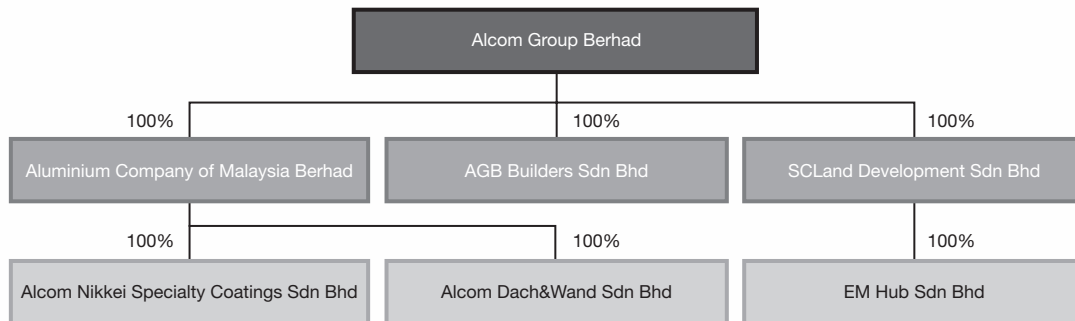 Alcom Group Berhad
100%
100%
100%
Aluminium Company of Malaysia Berhad
AGB Builders Sdn Bhd
SCLand Development Sdn Bhd
100%
100%
100%
Alcom Nikkei Specialty Coatings Sdn Bhd
Alcom Dach&Wand Sdn Bhd
EM Hub Sdn Bhd